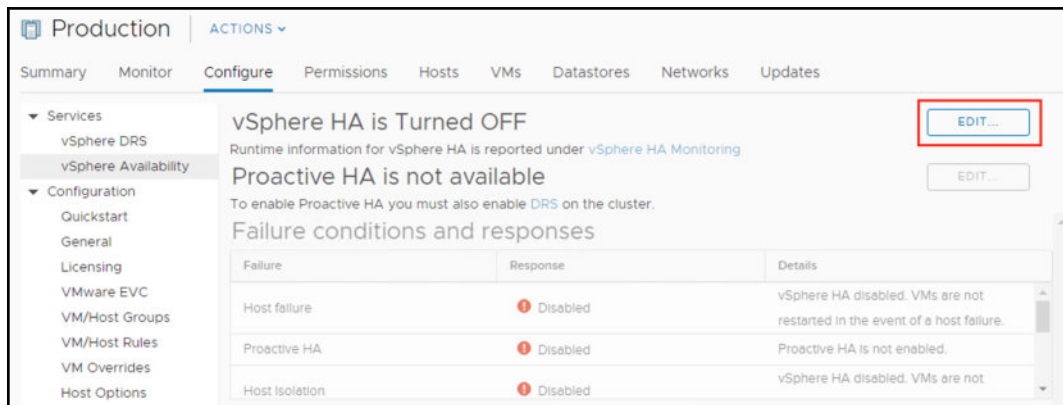 Production ACTIONS
Summary Monitor Configure Permissions Hosts VMs Datastores Networks Updates
Services
vSphere DRS
vSphere Availability
Configuration
Quickstart
General
Licensing
VMware EVC
VM/Host Groups
VM/Host Rules
VM Overrides
Host Options
vSphere HA is Turned OFF
EDIT...
Runtime information for vSphere HA is reported under vSphere HA Monitoring
Proactive HA is not available
EDIT...
To enable Proactive HA you must also enable DRS on the cluster.
Failure conditions and responses
Failure Response Details
Host failure Disabled vSphere HA disabled. VMs are not
restarted in the event of a host failure.
Proactive HA Disabled Proactive HA is not enabled.
Host Isolation Disabled vSphere HA disabled. VMs are not